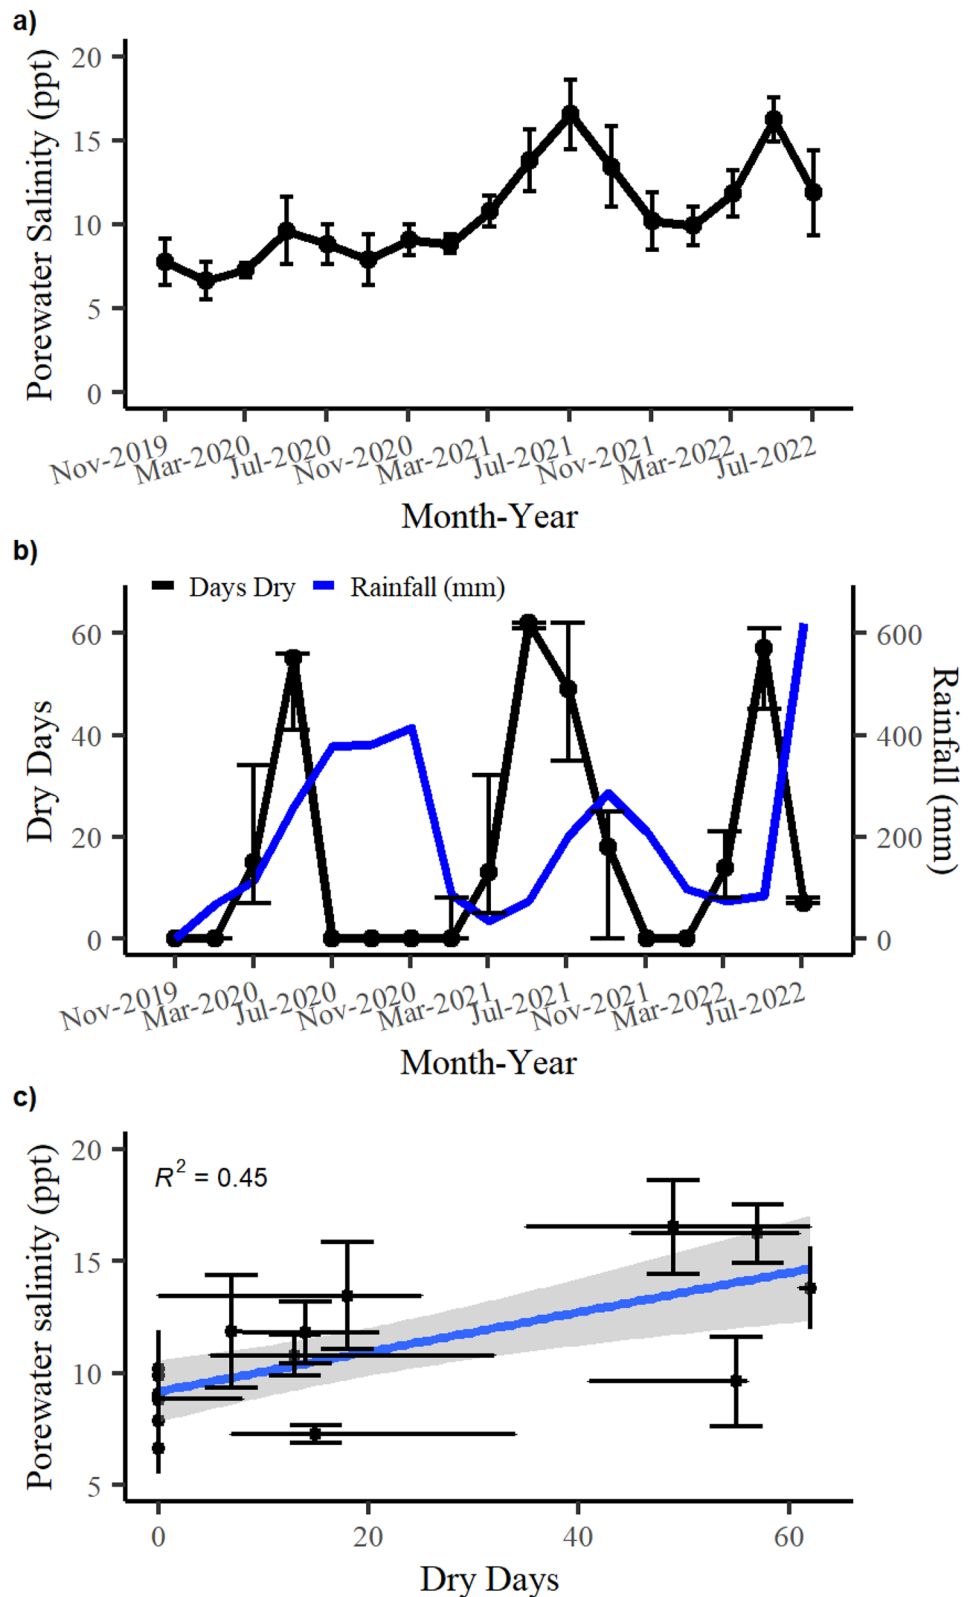 a)
Porewater Salinity (ppt)
20
15
10
5
0
Nov-2019 Mar-2020 Jul-2020 Nov-2020 Mar-2021 Jul-2021 Nov-2021 Mar-2022 Jul-2022
Month-Year
b)
Days Dry Rainfall (mm)
Dry Days
60
40
20
0
600
400
200
0
Rainfall (mm)
Nov-2019 Mar-2020 Jul-2020 Nov-2020 Mar-2021 Jul-2021 Nov-2021 Mar-2022 Jul-2022
Month-Year
c)
Porewater salinity (ppt)
20
15
10
5
R² = 0.45
0 20 40 60
Dry Days